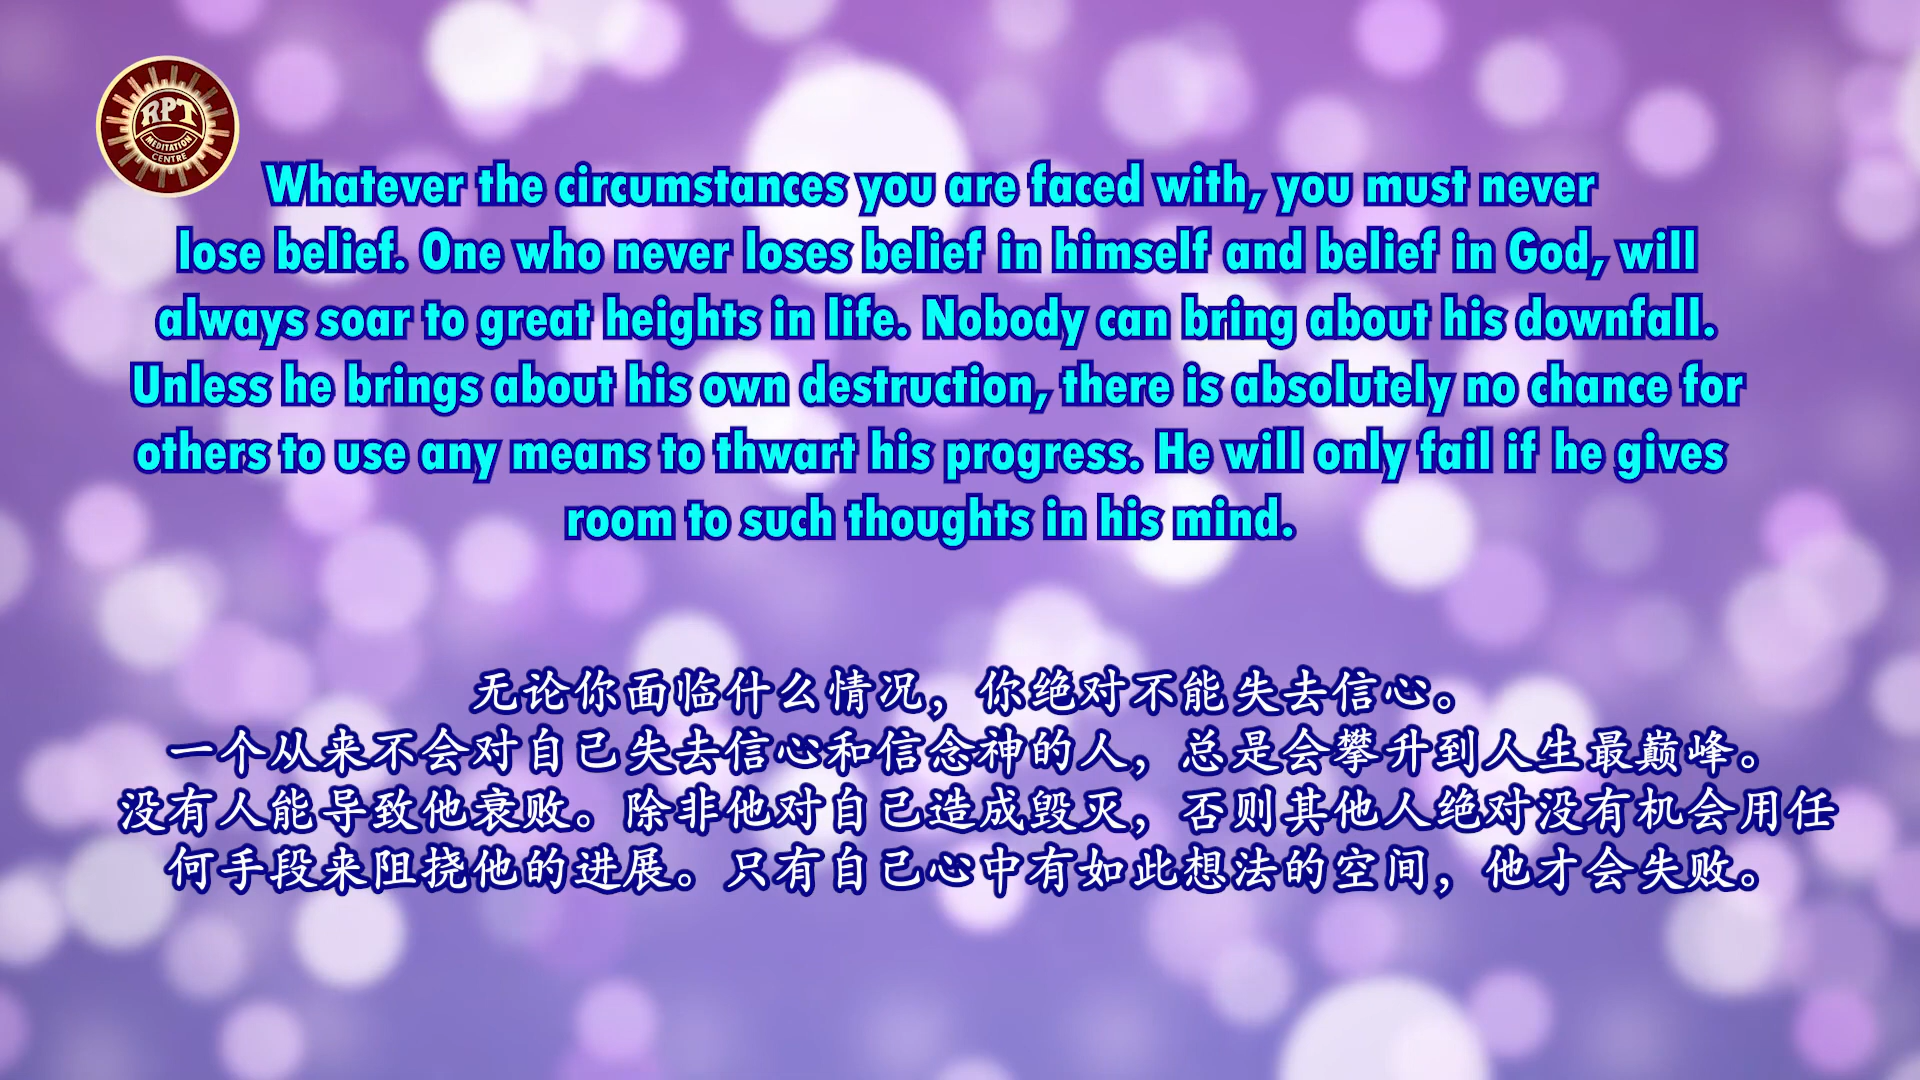 RPT
MEDITATION
CENTRE
Whatever the circumstances you are faced with, you must never
lose belief. One who never loses belief in himself and belief in God, will
always soar to great heights in life. Nobody can bring about his downfall.
Unless he brings about his own destruction, there is absolutely no chance for
others to use any means to thwart his progress. He will only fail if he gives
room to such thoughts in his mind.
无论你面临什么情况，你绝对不能失去信心。
一个从来不会对自己失去信心和信念神的人，总是会攀升到人生最巅峰。
没有人能导致他衰败。除非他对自己造成毁灭，否则其他人绝对没有机会用任
何手段来阻挠他的进展。只有自己心中有如此想法的空间，他才会失败。